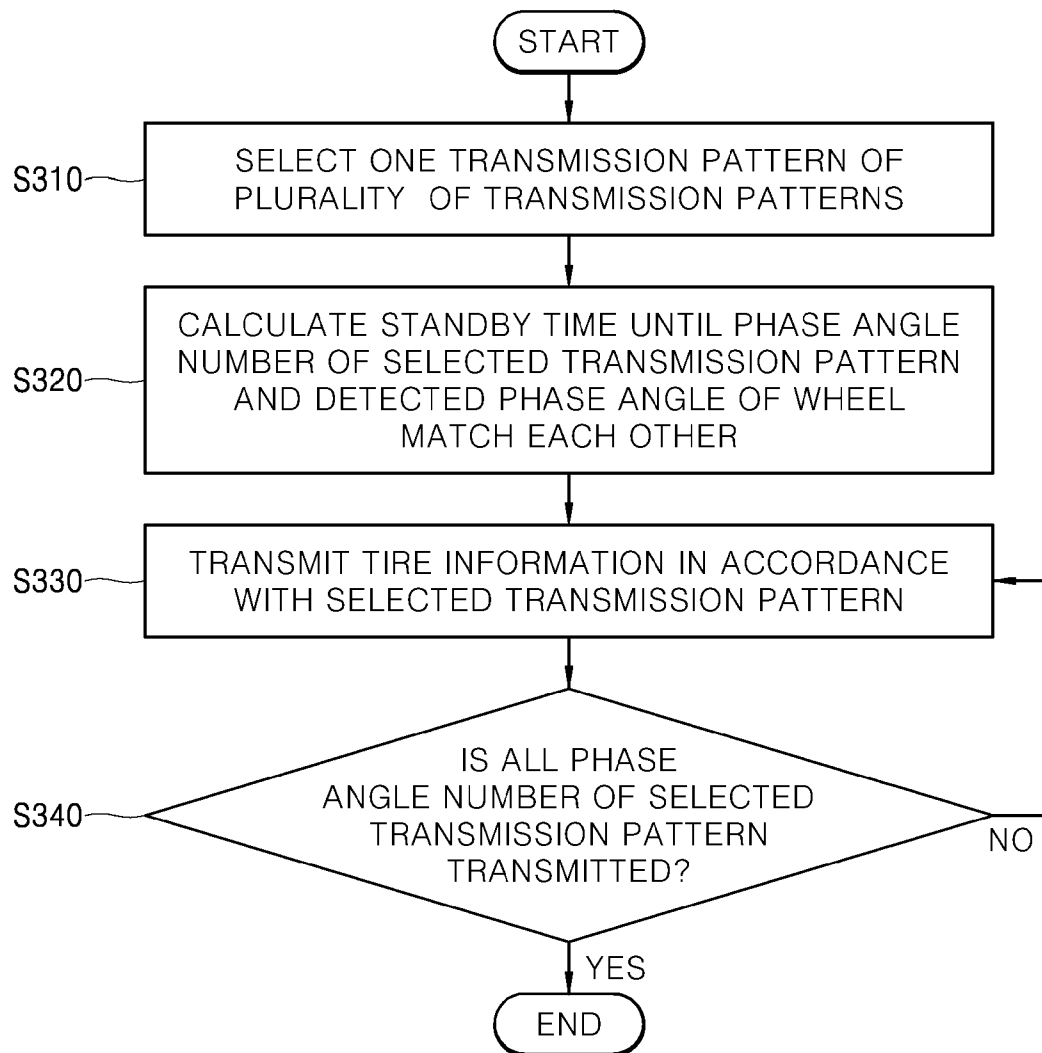 START
S310
SELECT ONE TRANSMISSION PATTERN OF
PLURALITY OF TRANSMISSION PATTERNS
S320
CALCULATE STANDBY TIME UNTIL PHASE ANGLE
NUMBER OF SELECTED TRANSMISSION PATTERN
AND DETECTED PHASE ANGLE OF WHEEL
MATCH EACH OTHER
S330
TRANSMIT TIRE INFORMATION IN ACCORDANCE
WITH SELECTED TRANSMISSION PATTERN
S340
IS ALL PHASE
ANGLE NUMBER OF SELECTED
TRANSMISSION PATTERN
TRANSMITTED?
NO
YES
END